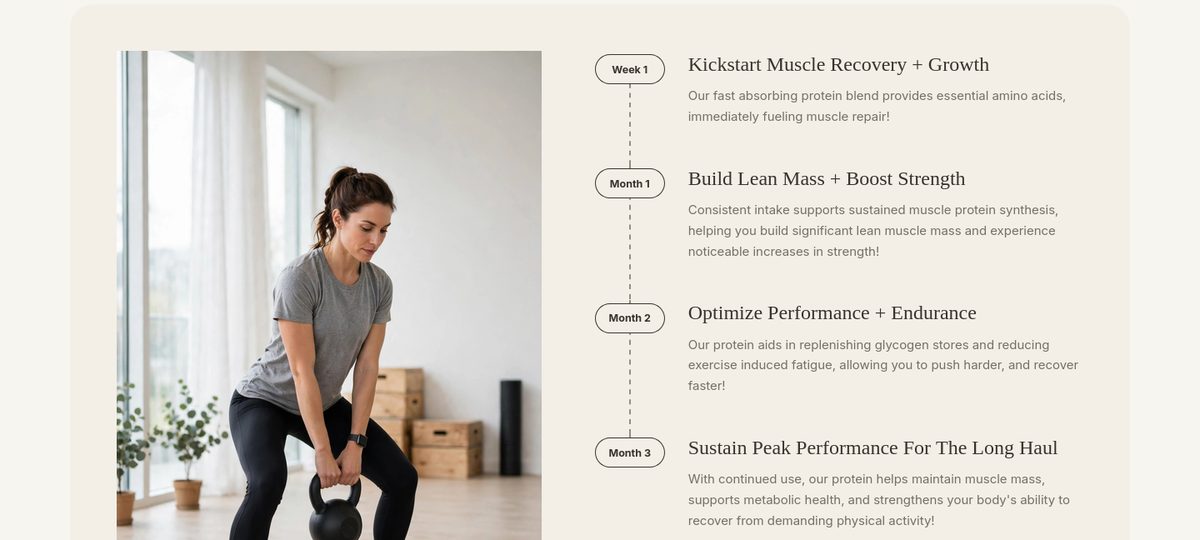 Week 1
Kickstart Muscle Recovery + Growth
Our fast absorbing protein blend provides essential amino acids,
immediately fueling muscle repair!
Month 1
Build Lean Mass + Boost Strength
Consistent intake supports sustained muscle protein synthesis,
helping you build significant lean muscle mass and experience
noticeable increases in strength!
Month 2
Optimize Performance + Endurance
Our protein aids in replenishing glycogen stores and reducing
exercise induced fatigue, allowing you to push harder, and recover
faster!
Month 3
Sustain Peak Performance For The Long Haul
With continued use, our protein helps maintain muscle mass,
supports metabolic health, and strengthens your body's ability to
recover from demanding physical activity!